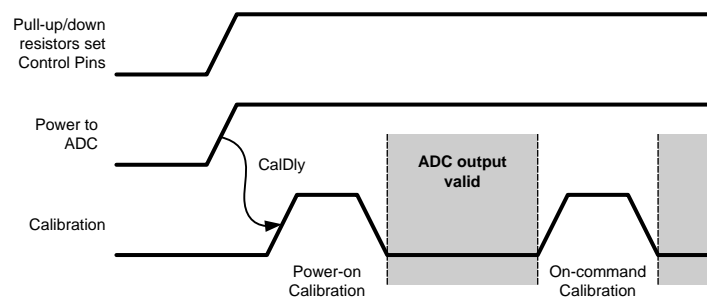 Pull-up/down
resistors set
Control Pins
Power to
ADC
CalDly
ADC output
valid
Calibration
Power-on
Calibration
On-command
Calibration